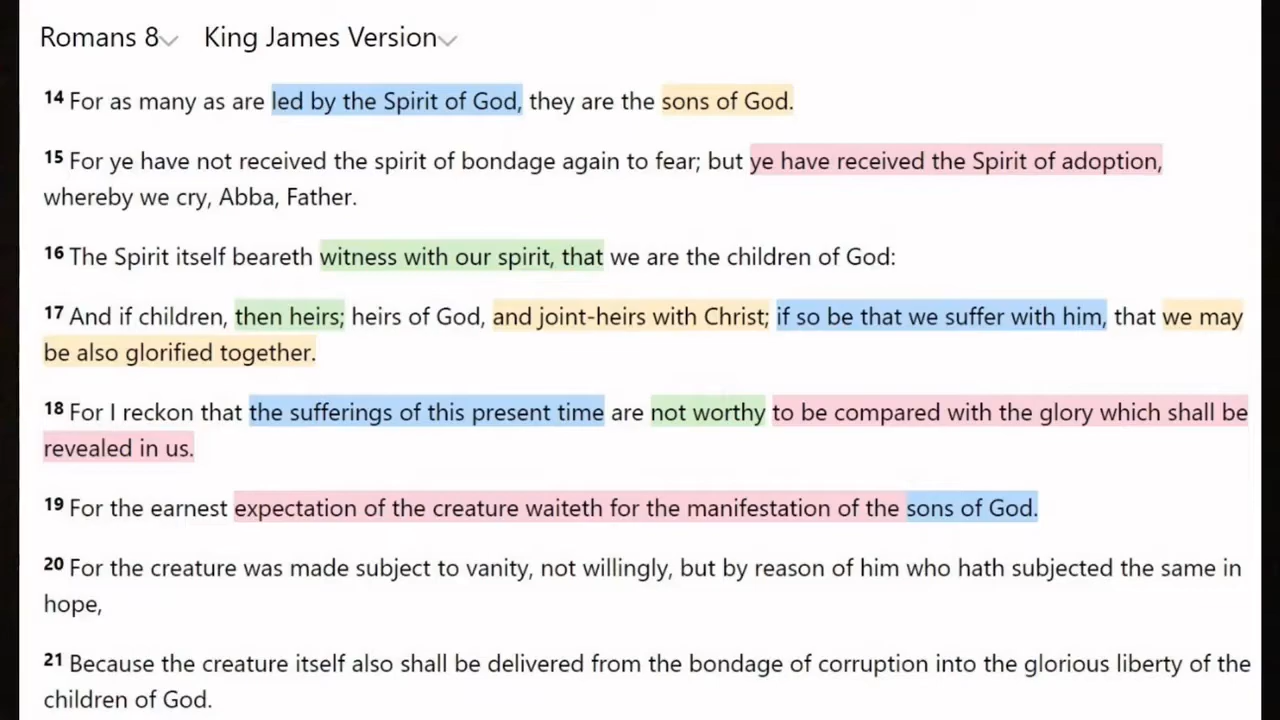 Romans 8 King James Version
14 For as many as are led by the Spirit of God, they are the sons of God.
15 For ye have not received the spirit of bondage again to fear; but ye have received the Spirit of adoption,
whereby we cry, Abba, Father.
16 The Spirit itself beareth witness with our spirit, that we are the children of God:
17 And if children, then heirs; heirs of God, and joint-heirs with Christ; if so be that we suffer with him, that we may
be also glorified together.
18 For I reckon that the sufferings of this present time are not worthy to be compared with the glory which shall be
revealed in us.
19 For the earnest expectation of the creature waiteth for the manifestation of the sons of God.
20 For the creature was made subject to vanity, not willingly, but by reason of him who hath subjected the same in
hope,
21 Because the creature itself also shall be delivered from the bondage of corruption into the glorious liberty of the
children of God.